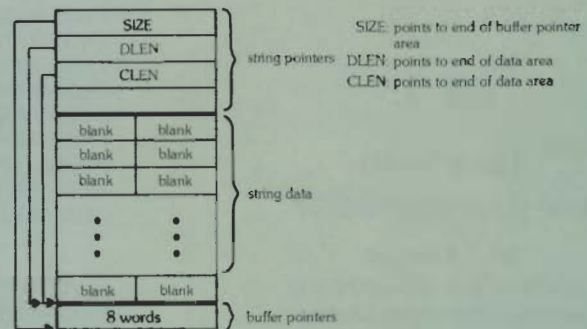 SIZE
DLEN
CLEN
string pointers
SIZE: points to end of buffer pointer
area
DLEN: points to end of data area
CLEN: points to end of data area
blank blank
blank blank
blank blank
string data
blank blank
8 words
buffer pointers